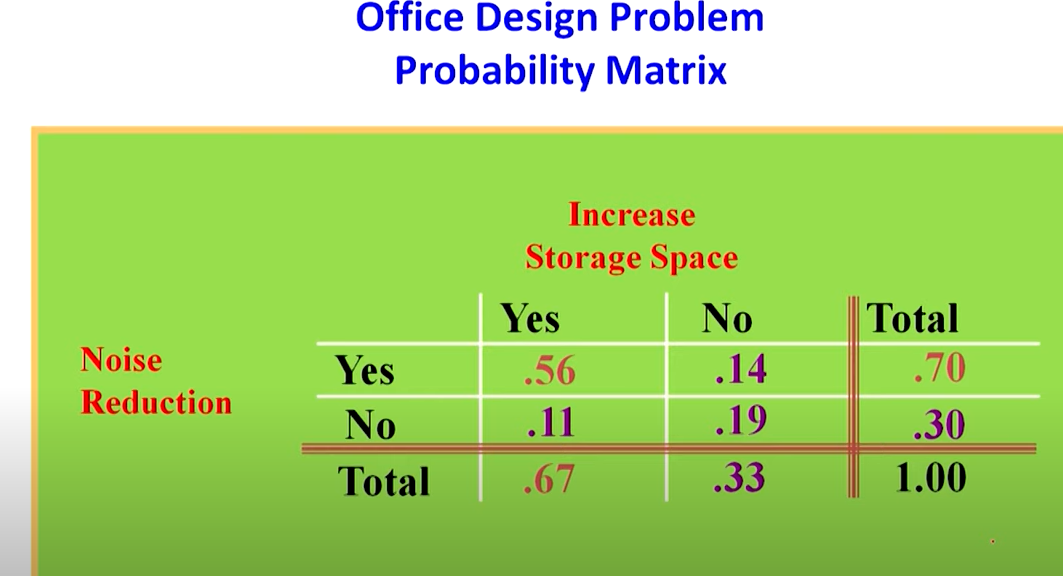 Office Design Problem
Probability Matrix
Increase
Storage Space
Yes No Total
Noise
Reduction
Yes .56 .14 .70
No .11 .19 .30
Total .67 .33 1.00